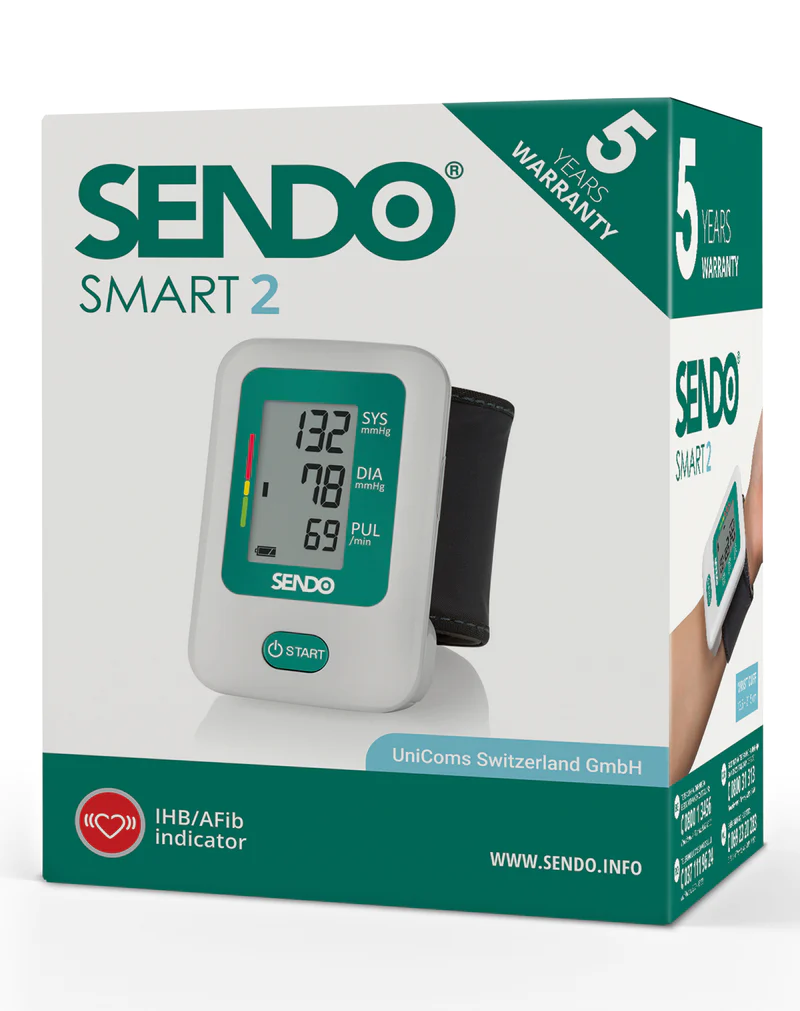 SENDO®
SMART 2
5
YEARS
WARRANTY
132 SYS
mmHg
78 DIA
mmHg
69 PUL
/min
SENDO
START
UniComs Switzerland GmbH
IHB/AFib
indicator
WWW.SENDO.INFO
5
YEARS
WARRANTY
SENDO®
SMART 2